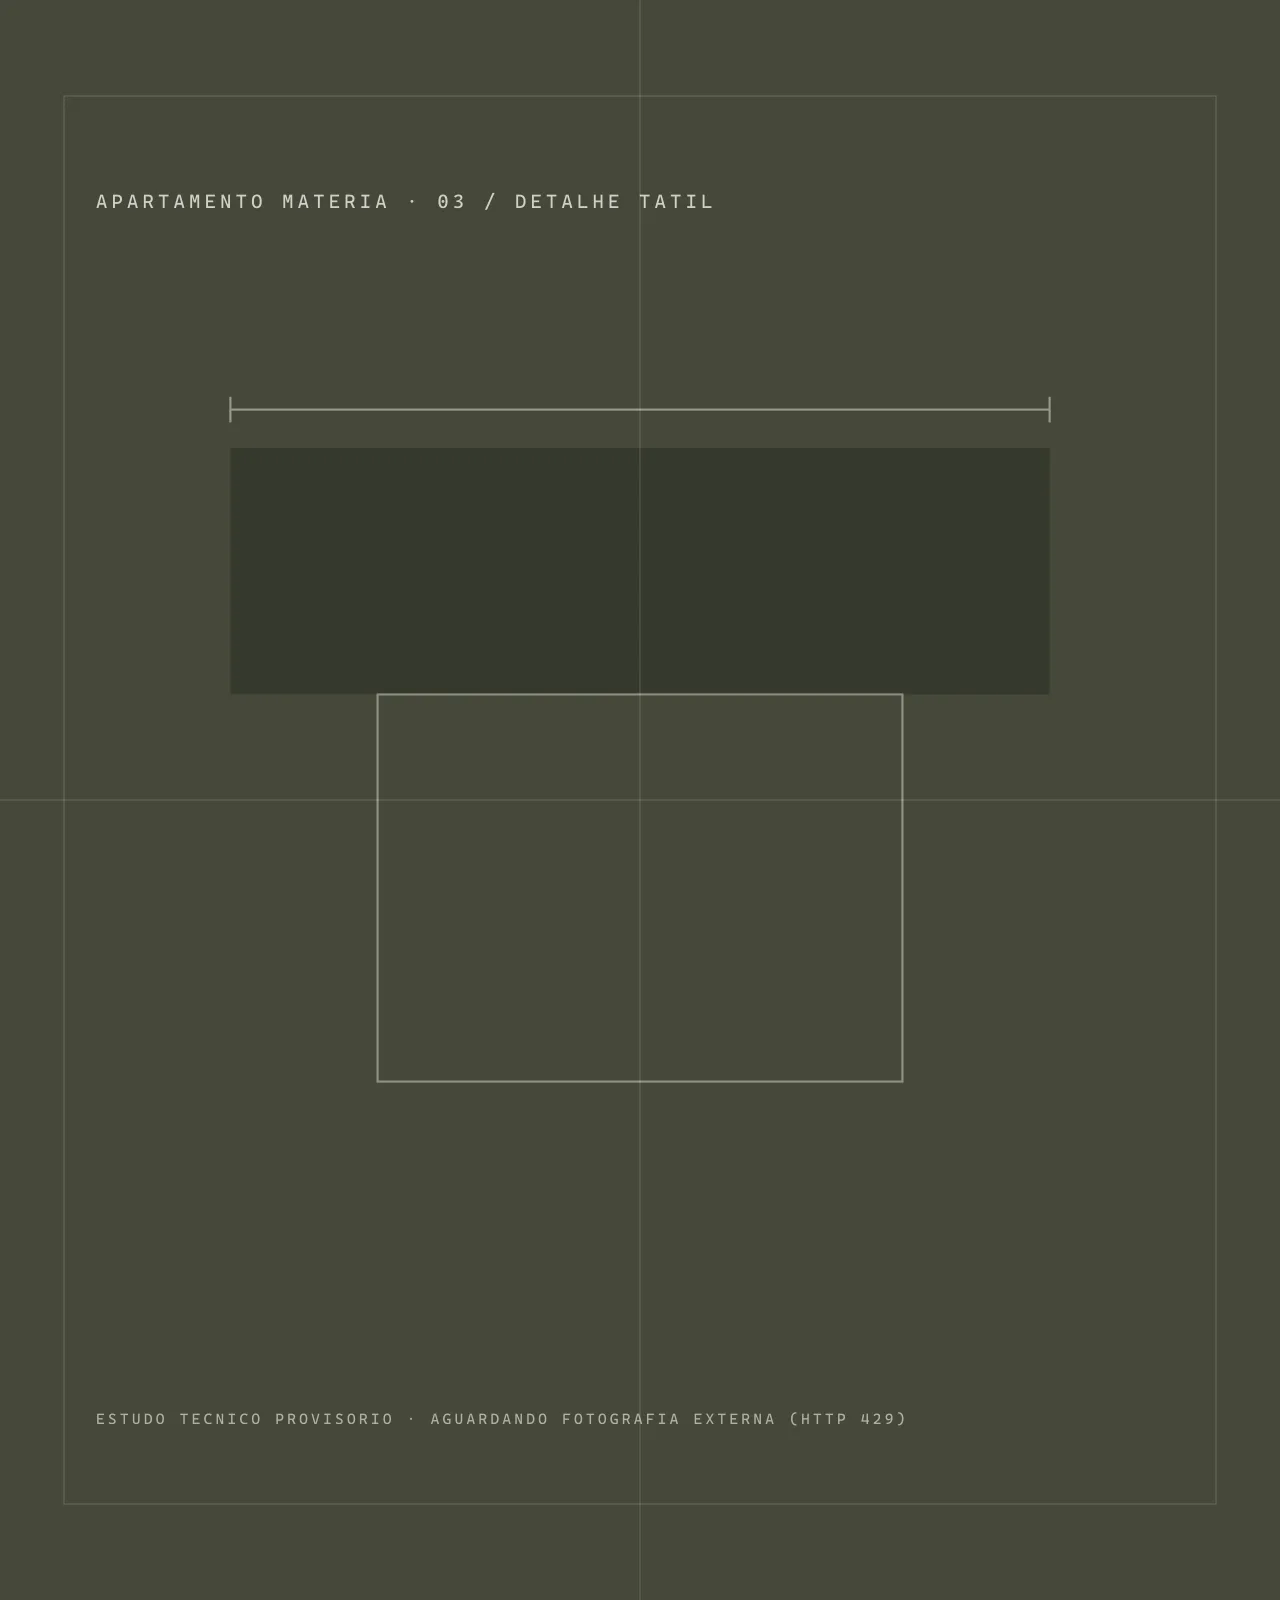 APARTAMENTO MATERIA · 03 / DETALHE TATIL
ESTUDO TECNICO PROVISORIO · AGUARDANDO FOTOGRAFIA EXTERNA (HTTP 429)